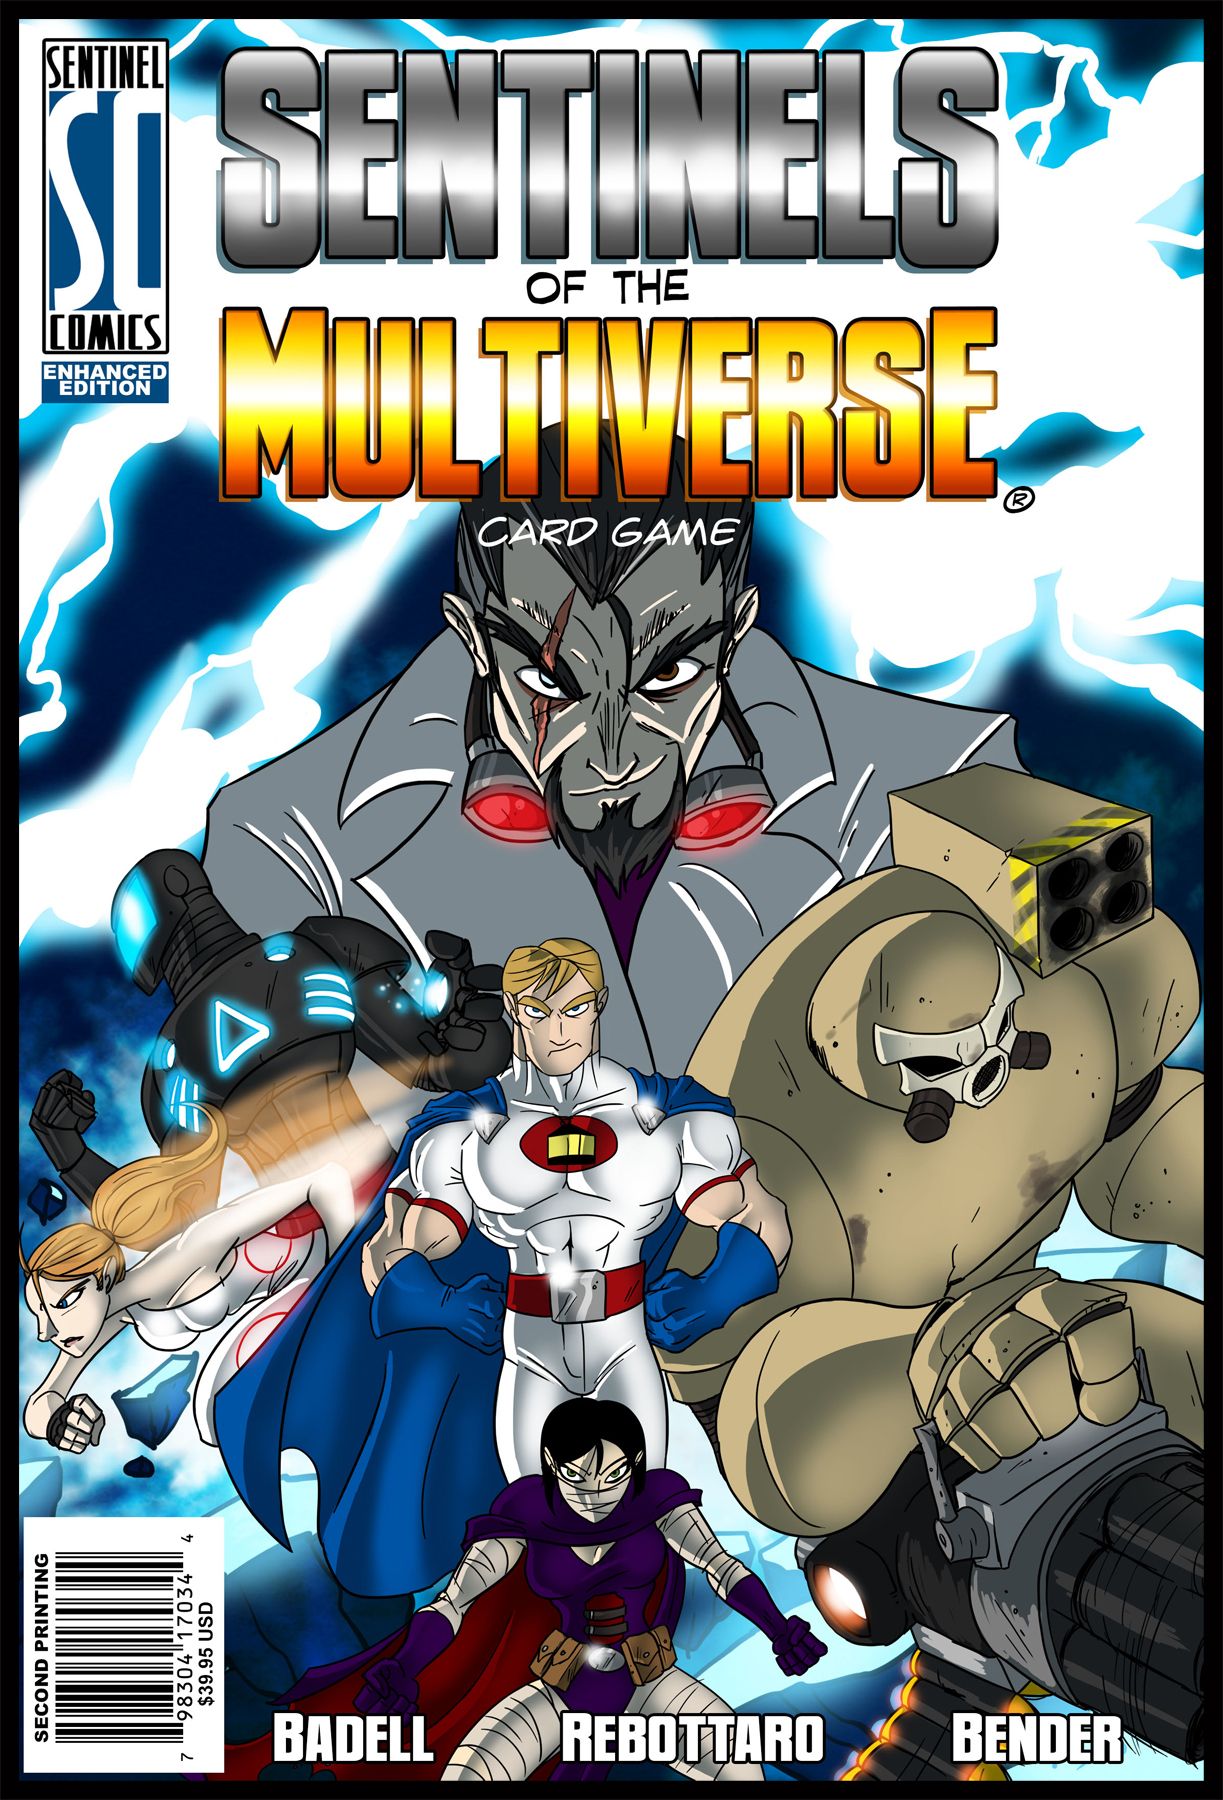 SENTINEL
SC
COMICS
ENHANCED
EDITION
SENTINELS
OF THE
MULTIVERSE
®
CARD GAME
SECOND PRINTING
7 98304 17034 4
$39.95 USD
BADELL REBOTTARO BENDER